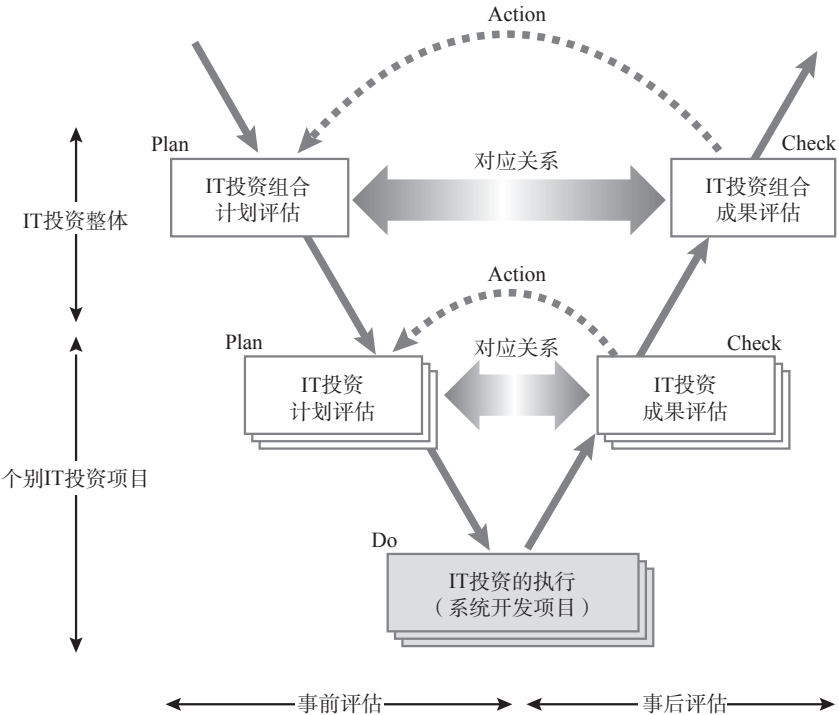 Action
Plan
Check
IT投资组合
计划评估
对应关系
IT投资组合
成果评估
IT投资整体
Action
Plan
对应关系
Check
IT投资
计划评估
IT投资
成果评估
个别IT投资项目
Do
IT投资的执行
（系统开发项目）
事前评估
事后评估